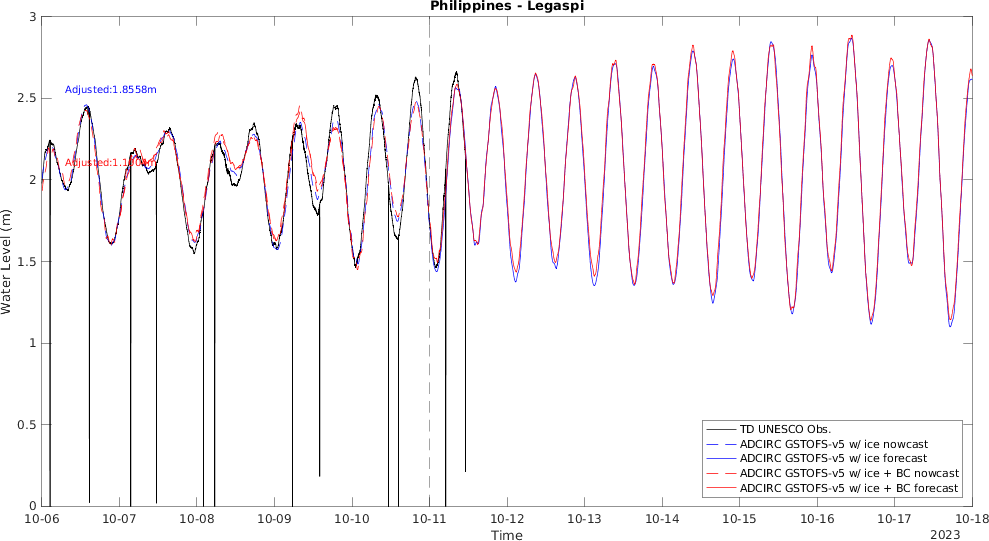 Philippines - Legaspi
3
2.5
2
1.5
1
0.5
0
Water Level (m)
Adjusted:1.8558m
10-06
10-07
10-08
10-09
10-10
10-11
10-12
10-13
10-14
10-15
10-16
10-17
10-18
Time
2023
TD UNESCO Obs.
ADCIRC GSTOFS-v5 w/ ice nowcast
ADCIRC GSTOFS-v5 w/ ice forecast
ADCIRC GSTOFS-v5 w/ ice + BC nowcast
ADCIRC GSTOFS-v5 w/ ice + BC forecast